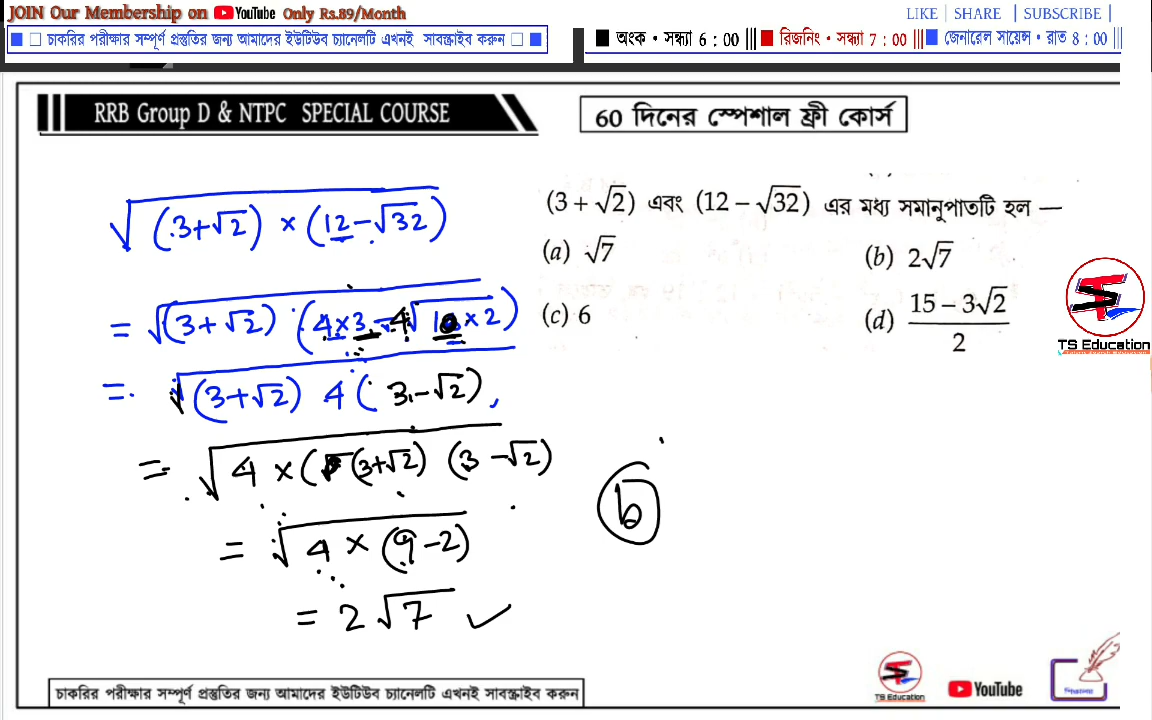 JOIN Our Membership on YouTube Only Rs.89/Month
LIKE | SHARE | SUBSCRIBE |
■ □ চাকরির পরীক্ষার সম্পূর্ণ প্রস্তুতির জন্য আমাদের ইউটিউব চ্যানেলটি এখনই সাবস্ক্রাইব করুন □ ■
■ অংক • সন্ধ্যা 6 : 00 ||| ■ রিজনিং • সন্ধ্যা 7 : 00 ||| ■ জেনারেল সায়েন্স • রাত 8 : 00 |||
RRB Group D & NTPC SPECIAL COURSE
60 দিনের স্পেশাল ফ্রী কোর্স
(3 + √2) এবং (12 − √32) এর মধ্য সমানুপাতটি হল —
(a) √7
(b) 2√7
(c) 6
(d) (15 − 3√2)/2
TS Education
√(3+√2) × (12−√32)
= √(3+√2) (4×3 − 4√2)
= √(3+√2) 4 (3−√2)
= √4 × ((3+√2) (3−√2)
= √4 × (9−2)
= 2√7 ✓
b
চাকরির পরীক্ষার সম্পূর্ণ প্রস্তুতির জন্য আমাদের ইউটিউব চ্যানেলটি এখনই সাবস্ক্রাইব করুন
TS Education
YouTube